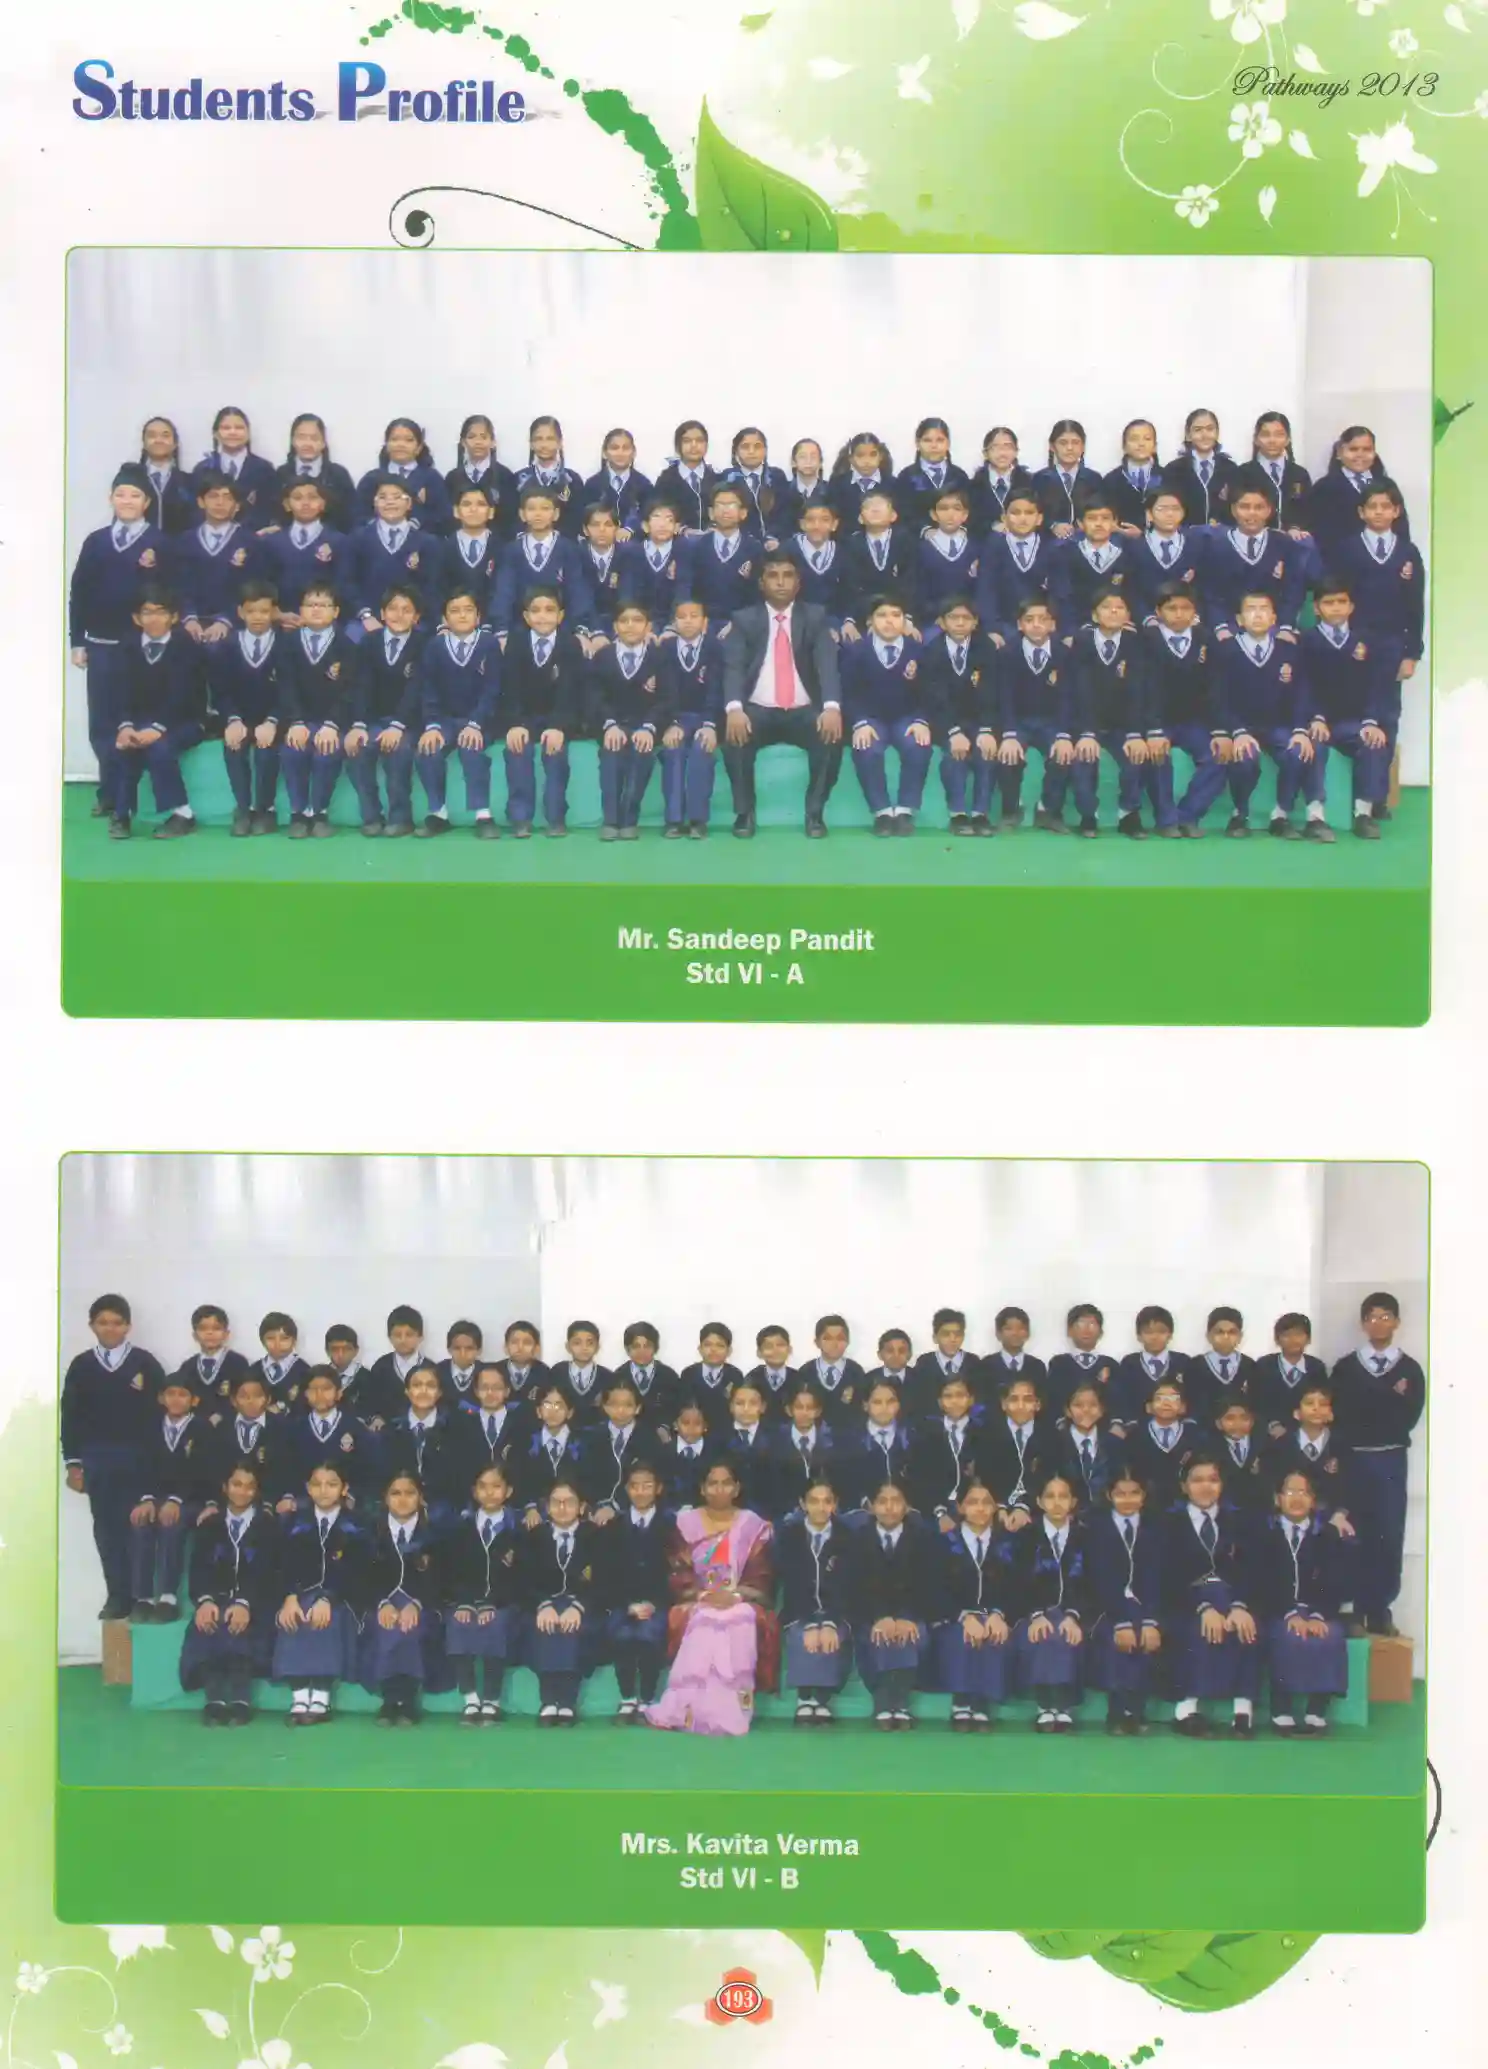 Students Profile
Pathways 2013
Mr. Sandeep Pandit
Std VI - A
Mrs. Kavita Verma
Std VI - B
193